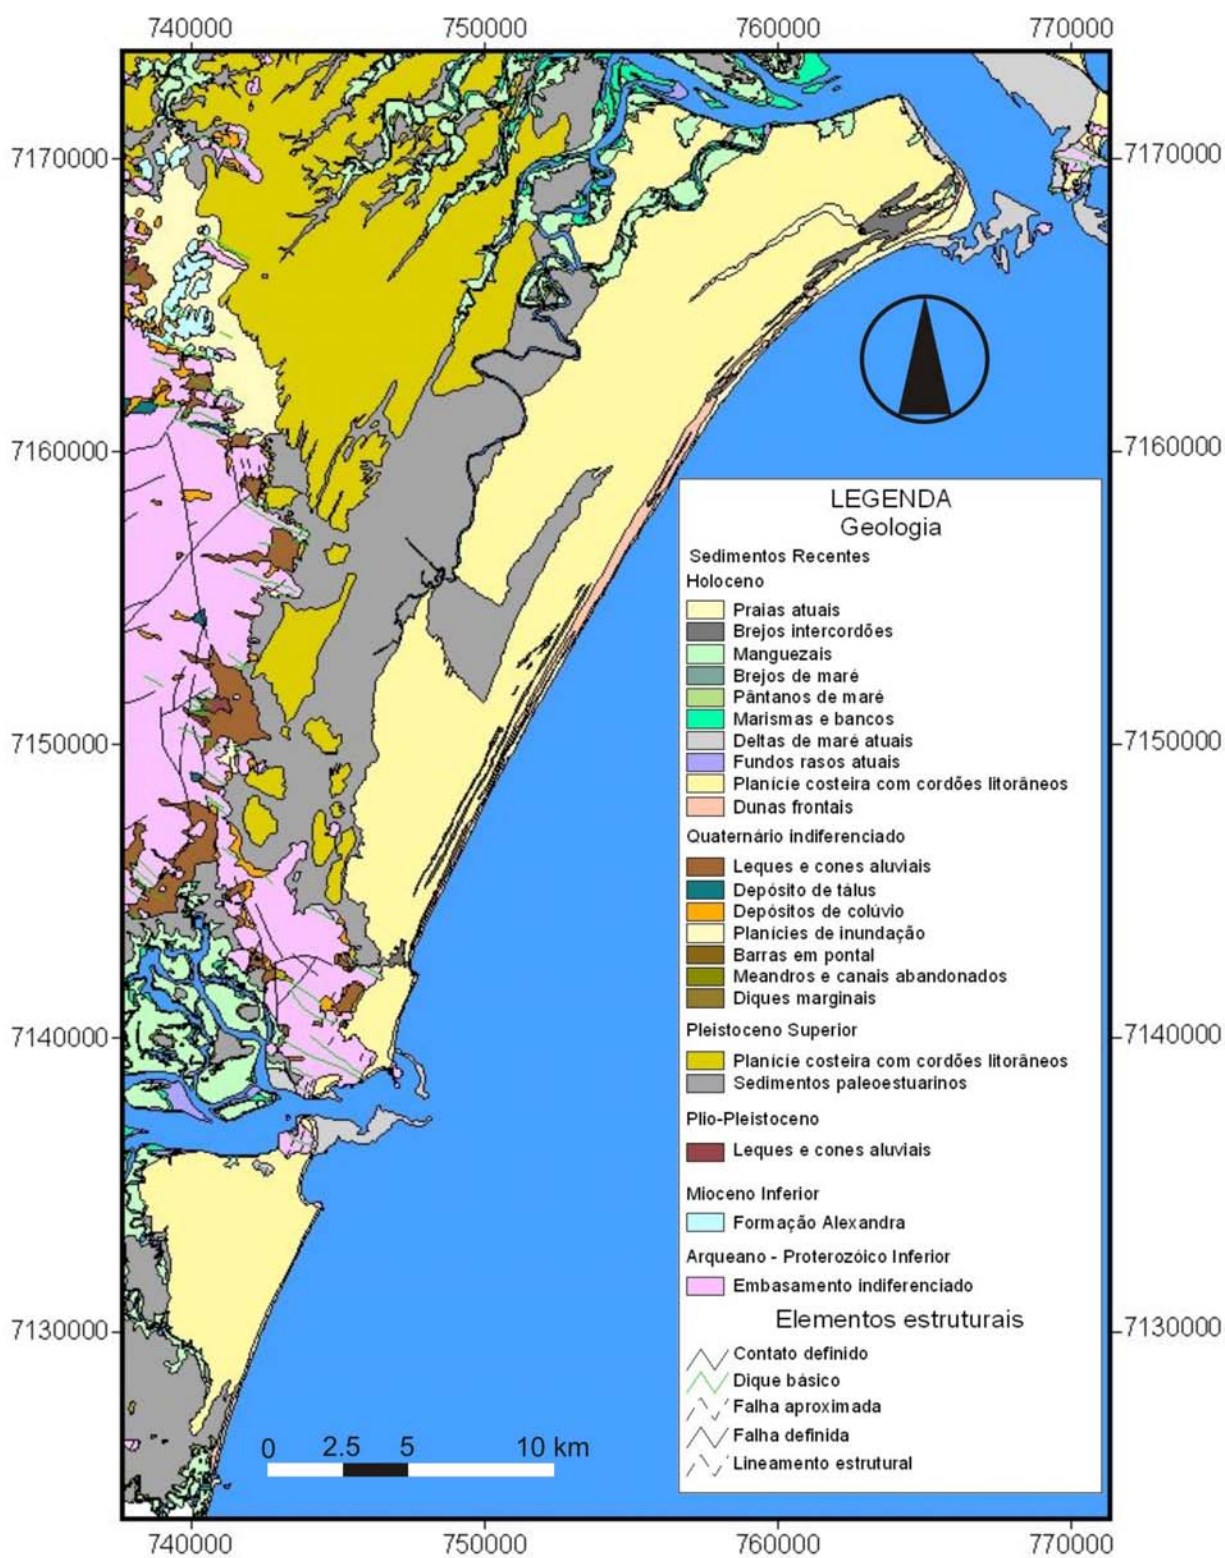 740000 750000 760000 770000
7170000 7170000
7160000 7160000
LEGENDA
Geologia
Sedimentos Recentes
Holoceno
Praias atuais
Brejos intercordões
Manguezais
Brejos de maré
Pântanos de maré
Marismas e bancos
Deltas de maré atuais
Fundos rasos atuais
Planície costeira com cordões litorâneos
Dunas frontais
Quaternário indiferenciado
Leques e cones aluviais
Depósito de tálus
Depósitos de colúvio
Planícies de inundação
Barras em pontal
Meandros e canais abandonados
Diques marginais
Pleistoceno Superior
Planície costeira com cordões litorâneos
Sedimentos paleoestuarinos
Plio-Pleistoceno
Leques e cones aluviais
Mioceno Inferior
Formação Alexandra
Arqueano - Proterozóico Inferior
Embasamento indiferenciado
Elementos estruturais
Contato definido
Dique básico
Falha aproximada
Falha definida
Lineamento estrutural
7150000 7150000
7140000 7140000
7130000 7130000
0 2.5 5 10 km
740000 750000 760000 770000